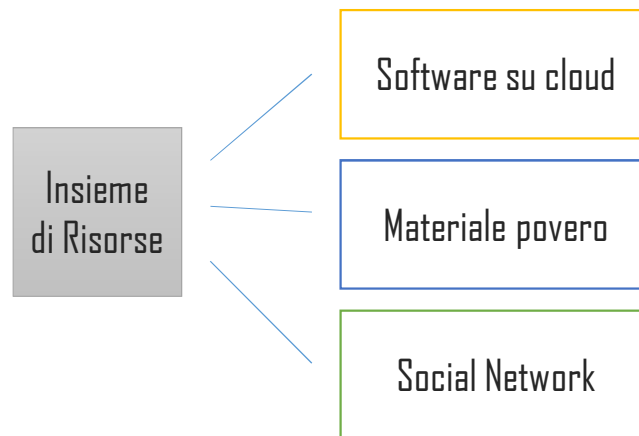 Insieme
di Risorse
Software su cloud
Materiale povero
Social Network